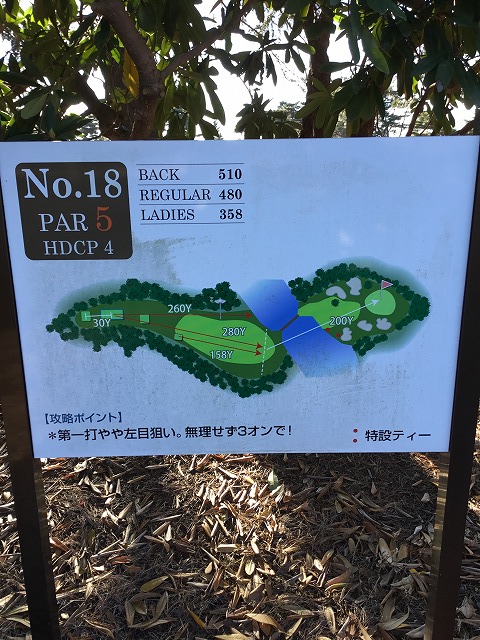 No.18
PAR 5
HDCP 4
BACK 510
REGULAR 480
LADIES 358
260Y
30Y
280Y
200Y
158Y
【攻略ポイント】
*第一打やや左目狙い。無理せず3オンで!
：特設ティー